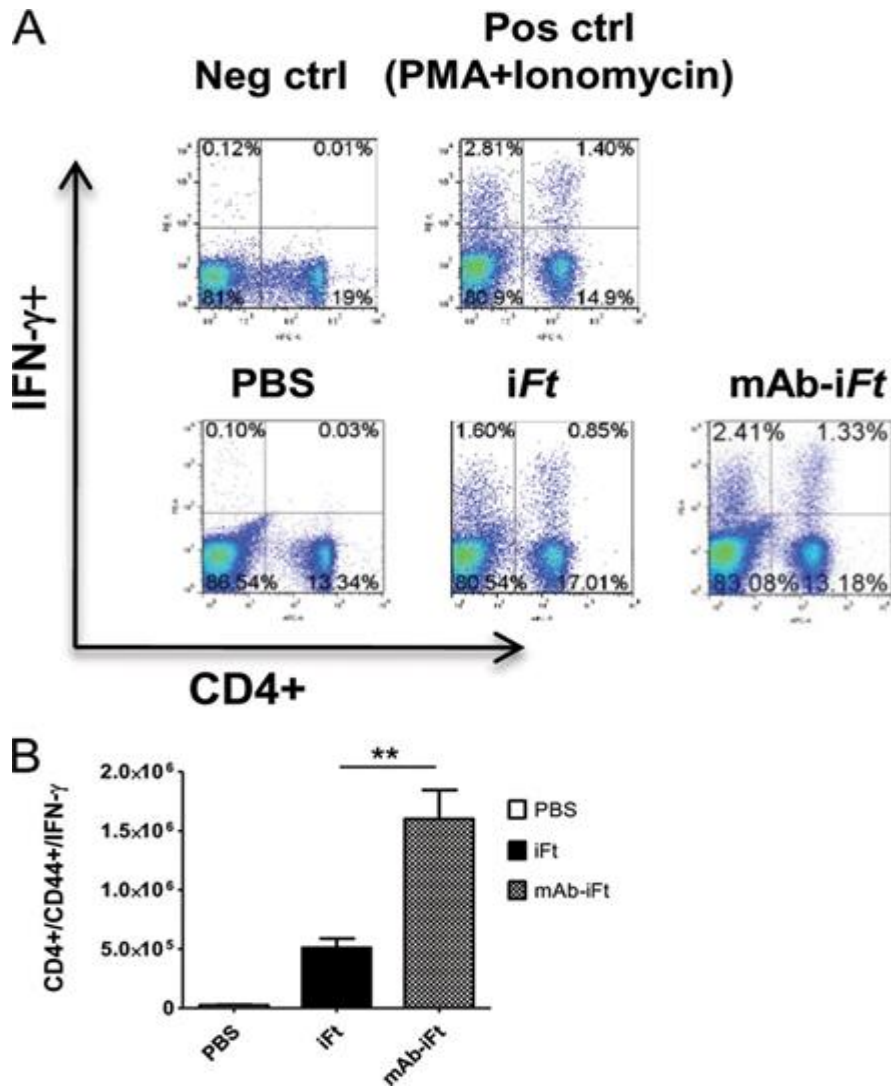 A
Neg ctrl
Pos ctrl
(PMA+Ionomycin)
0.12% 0.01%
81% 19%
2.81% 1.40%
80.9% 14.9%
IFN-γ+
PBS
iFt
mAb-iFt
0.10% 0.03%
86.54% 13.34%
1.60% 0.85%
80.54% 17.01%
2.41% 1.33%
83.08% 13.18%
CD4+
B
CD4+/CD44+/IFN-γ
2.0×10⁶
1.5×10⁶
1.0×10⁶
5.0×10⁵
0
**
PBS
iFt
mAb-iFt
PBS
iFt
mAb-iFt